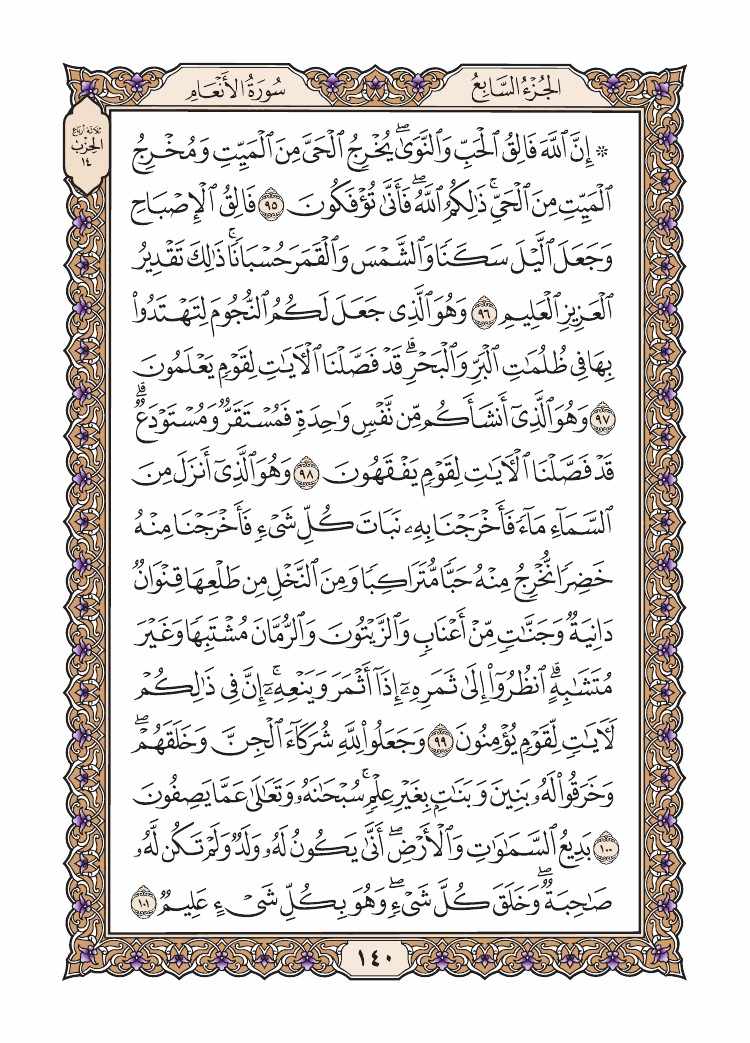 الجُزْءُ السَّابِعُ
سُورَةُ الأَنْعَامِ
ثلاثة أرباع
الحِزْب
١٤
۞ إِنَّ ٱللَّهَ فَالِقُ ٱلْحَبِّ وَٱلنَّوَىٰۖ يُخْرِجُ ٱلْحَىَّ مِنَ ٱلْمَيِّتِ وَمُخْرِجُ
ٱلْمَيِّتِ مِنَ ٱلْحَىِّۚ ذَٰلِكُمُ ٱللَّهُۖ فَأَنَّىٰ تُؤْفَكُونَ ٩٥ فَالِقُ ٱلْإِصْبَاحِ
وَجَعَلَ ٱلَّيْلَ سَكَنًا وَٱلشَّمْسَ وَٱلْقَمَرَ حُسْبَانًاۚ ذَٰلِكَ تَقْدِيرُ
ٱلْعَزِيزِ ٱلْعَلِيمِ ٩٦ وَهُوَ ٱلَّذِى جَعَلَ لَكُمُ ٱلنُّجُومَ لِتَهْتَدُوا۟
بِهَا فِى ظُلُمَٰتِ ٱلْبَرِّ وَٱلْبَحْرِۗ قَدْ فَصَّلْنَا ٱلْـَٔايَٰتِ لِقَوْمٍ يَعْلَمُونَ
٩٧ وَهُوَ ٱلَّذِىٓ أَنشَأَكُم مِّن نَّفْسٍ وَٰحِدَةٍ فَمُسْتَقَرٌّ وَمُسْتَوْدَعٌۗ
قَدْ فَصَّلْنَا ٱلْـَٔايَٰتِ لِقَوْمٍ يَفْقَهُونَ ٩٨ وَهُوَ ٱلَّذِىٓ أَنزَلَ مِنَ
ٱلسَّمَآءِ مَآءً فَأَخْرَجْنَا بِهِۦ نَبَاتَ كُلِّ شَىْءٍ فَأَخْرَجْنَا مِنْهُ
خَضِرًا نُّخْرِجُ مِنْهُ حَبًّا مُّتَرَاكِبًا وَمِنَ ٱلنَّخْلِ مِن طَلْعِهَا قِنْوَانٌ
دَانِيَةٌ وَجَنَّٰتٍ مِّنْ أَعْنَابٍ وَٱلزَّيْتُونَ وَٱلرُّمَّانَ مُشْتَبِهًا وَغَيْرَ
مُتَشَٰبِهٍۗ ٱنظُرُوٓا۟ إِلَىٰ ثَمَرِهِۦٓ إِذَآ أَثْمَرَ وَيَنْعِهِۦٓۚ إِنَّ فِى ذَٰلِكُمْ
لَـَٔايَٰتٍ لِّقَوْمٍ يُؤْمِنُونَ ٩٩ وَجَعَلُوا۟ لِلَّهِ شُرَكَآءَ ٱلْجِنَّ وَخَلَقَهُمْۖ
وَخَرَقُوا۟ لَهُۥ بَنِينَ وَبَنَٰتٍۭ بِغَيْرِ عِلْمٍۚ سُبْحَٰنَهُۥ وَتَعَٰلَىٰ عَمَّا يَصِفُونَ
١٠٠ بَدِيعُ ٱلسَّمَٰوَٰتِ وَٱلْأَرْضِۖ أَنَّىٰ يَكُونُ لَهُۥ وَلَدٌ وَلَمْ تَكُن لَّهُۥ
صَٰحِبَةٌۖ وَخَلَقَ كُلَّ شَىْءٍۖ وَهُوَ بِكُلِّ شَىْءٍ عَلِيمٌ ١٠١
١٤٠